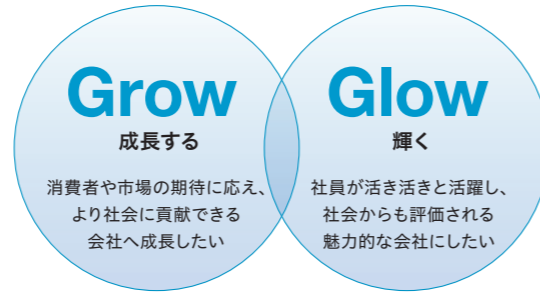 Grow
成長する
消費者や市場の期待に応え、
より社会に貢献できる
会社へ成長したい
Glow
輝く
社員が活き活きと活躍し、
社会からも評価される
魅力的な会社にしたい